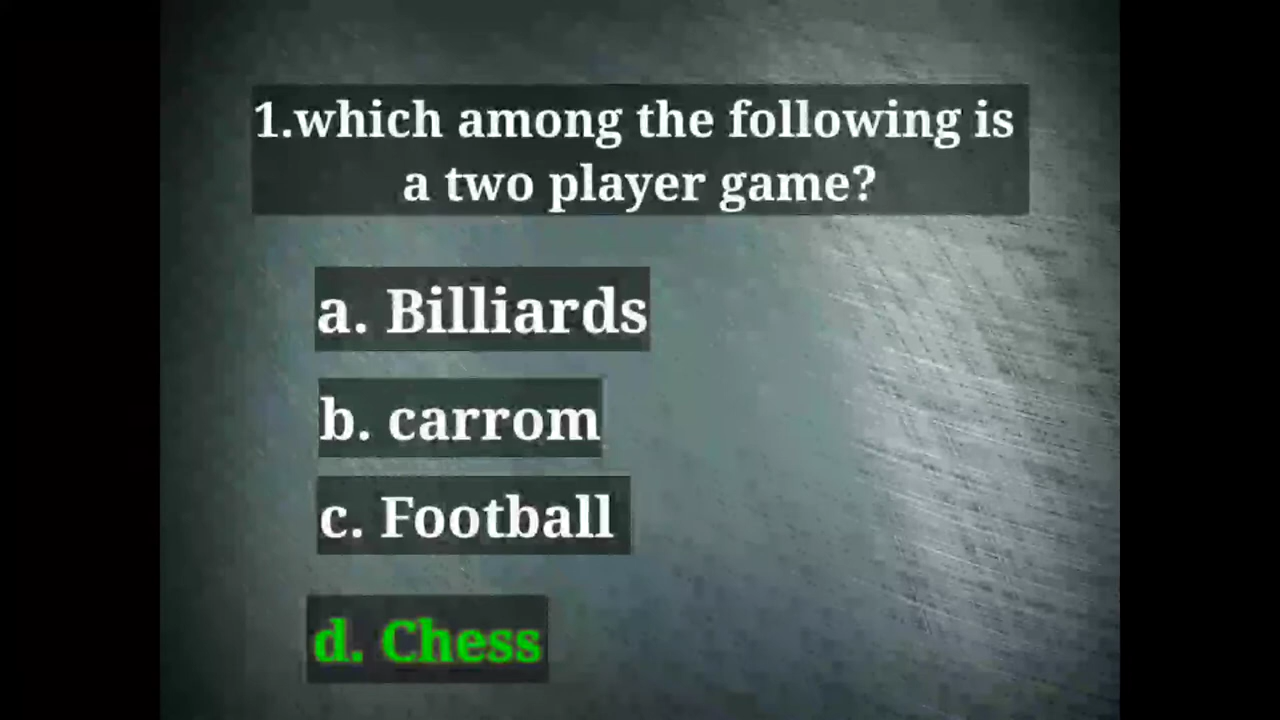 1.which among the following is
a two player game?
a. Billiards
b. carrom
c. Football
d. Chess